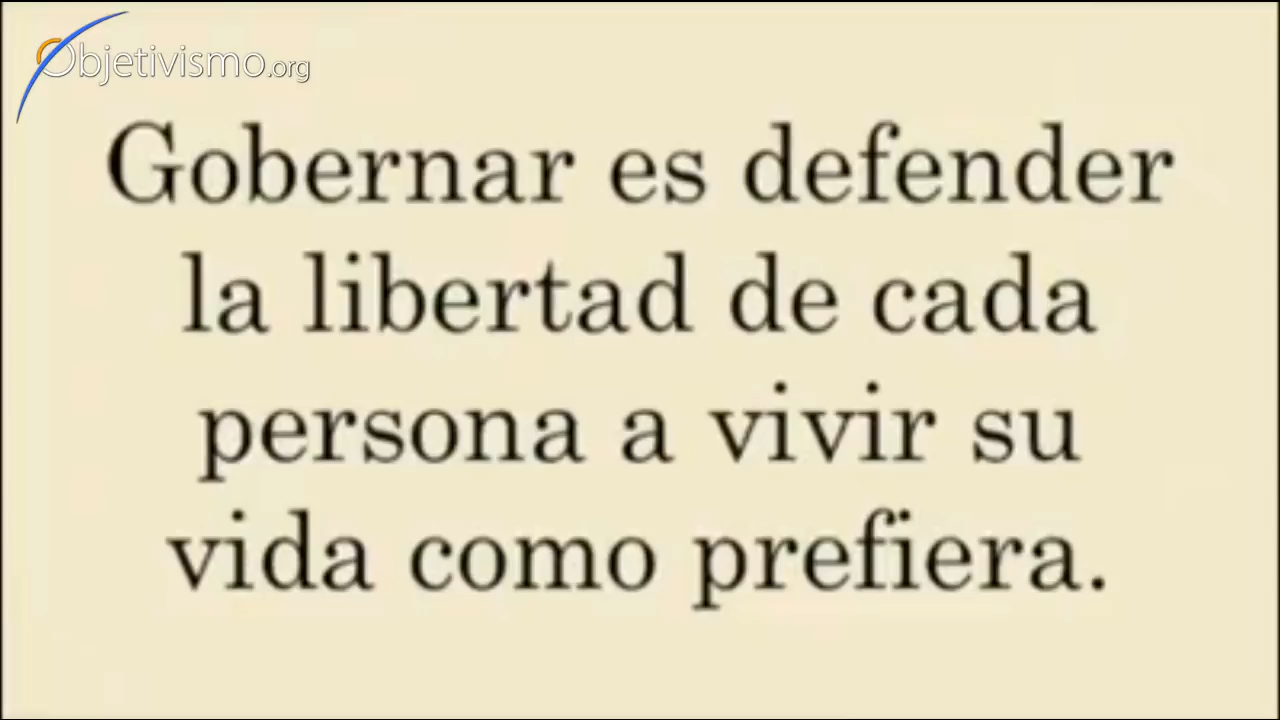 Objetivismo.org
Gobernar es defender
la libertad de cada
persona a vivir su
vida como prefiera.